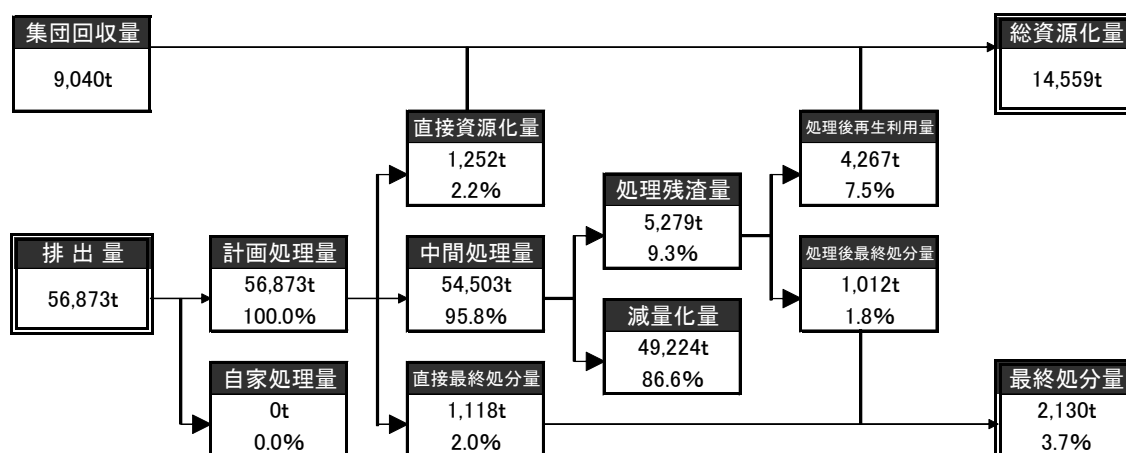 集団回収量
9,040t
総資源化量
14,559t
直接資源化量
1,252t
2.2%
処理後再生利用量
4,267t
7.5%
処理残渣量
5,279t
9.3%
排出量
56,873t
計画処理量
56,873t
100.0%
中間処理量
54,503t
95.8%
処理後最終処分量
1,012t
1.8%
減量化量
49,224t
86.6%
自家処理量
0t
0.0%
直接最終処分量
1,118t
2.0%
最終処分量
2,130t
3.7%